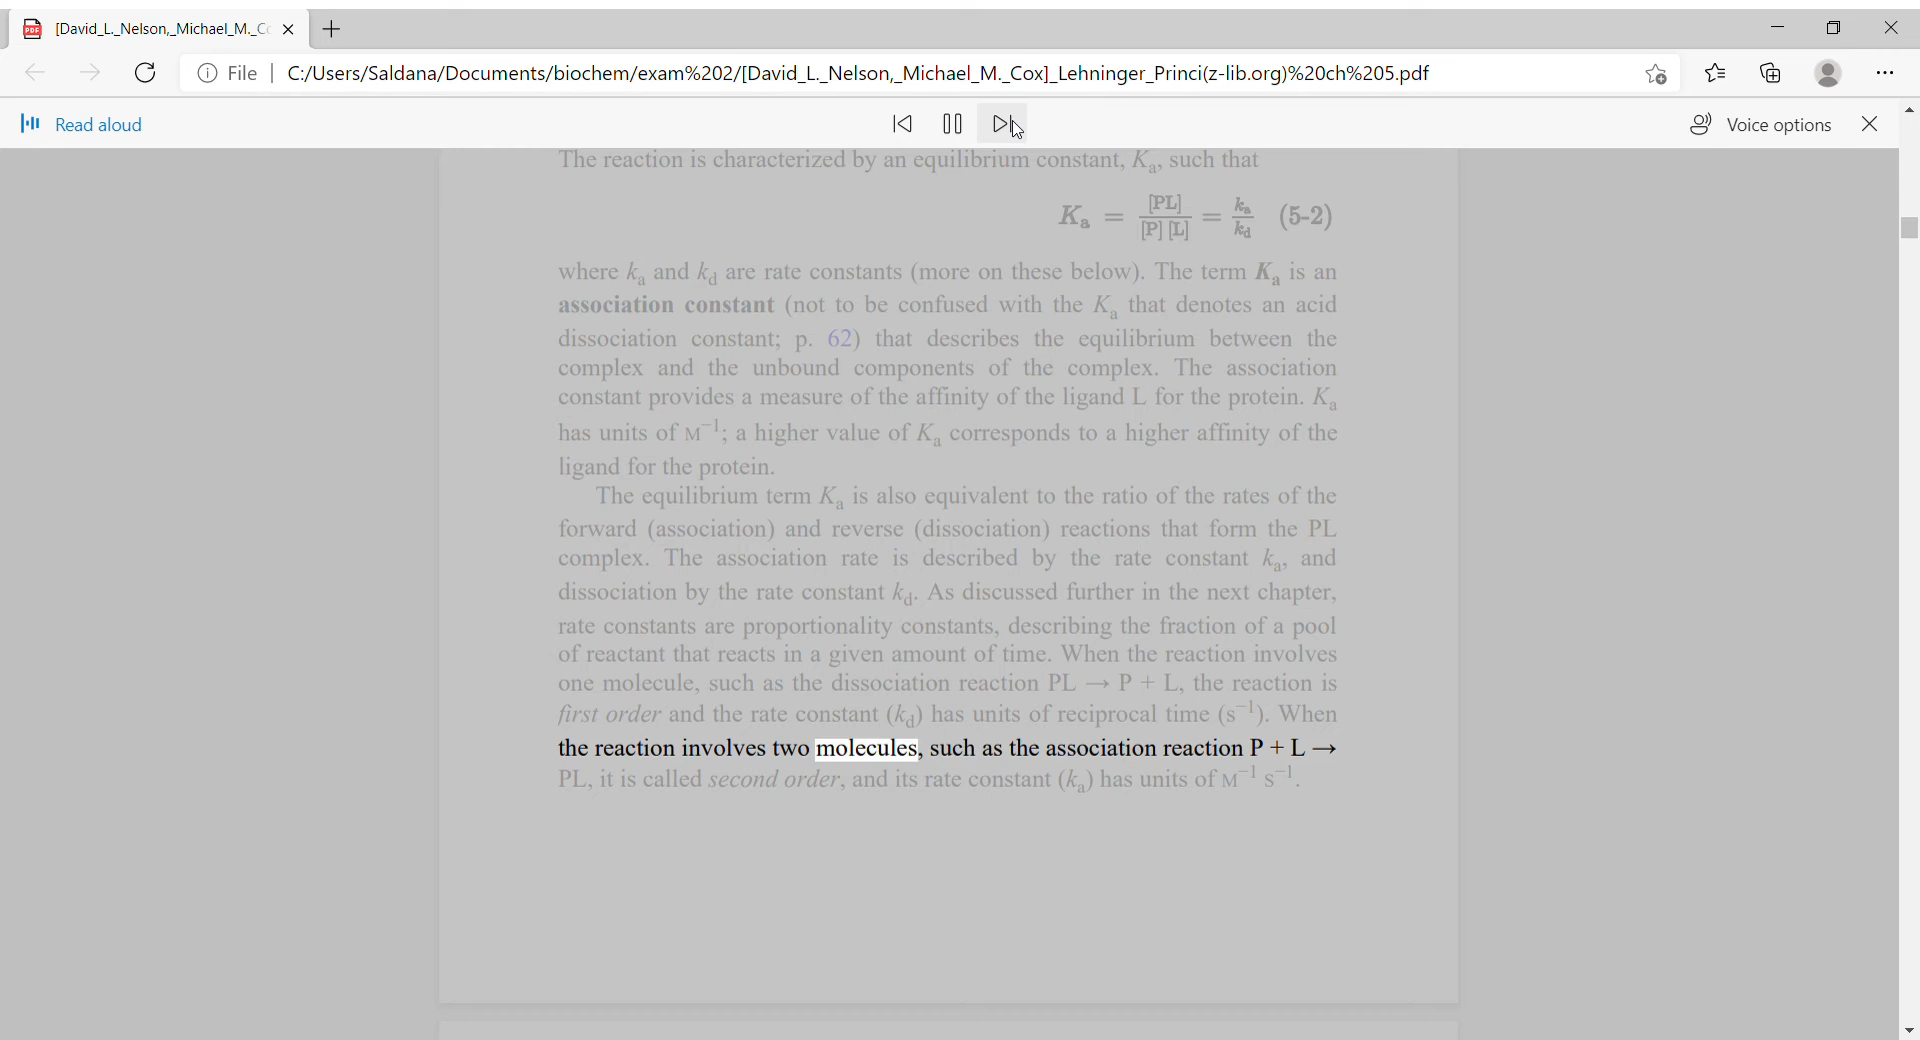 [David_L._Nelson,_Michael_M._Co
File | C:/Users/Saldana/Documents/biochem/exam%202/[David_L._Nelson,_Michael_M._Cox]_Lehninger_Princi(z-lib.org)%20ch%205.pdf
Read aloud
Voice options
The reaction is characterized by an equilibrium constant, Kₐ, such that
Kₐ = [PL] / [P] [L] = kₐ / k_d (5-2)
where kₐ and k_d are rate constants (more on these below). The term Kₐ is an
association constant (not to be confused with the Kₐ that denotes an acid
dissociation constant; p. 62) that describes the equilibrium between the
complex and the unbound components of the complex. The association
constant provides a measure of the affinity of the ligand L for the protein. Kₐ
has units of M⁻¹; a higher value of Kₐ corresponds to a higher affinity of the
ligand for the protein.
The equilibrium term Kₐ is also equivalent to the ratio of the rates of the
forward (association) and reverse (dissociation) reactions that form the PL
complex. The association rate is described by the rate constant kₐ, and
dissociation by the rate constant k_d. As discussed further in the next chapter,
rate constants are proportionality constants, describing the fraction of a pool
of reactant that reacts in a given amount of time. When the reaction involves
one molecule, such as the dissociation reaction PL → P + L, the reaction is
first order and the rate constant (k_d) has units of reciprocal time (s⁻¹). When
the reaction involves two molecules, such as the association reaction P + L →
PL, it is called second order, and its rate constant (kₐ) has units of M⁻¹ S⁻¹.